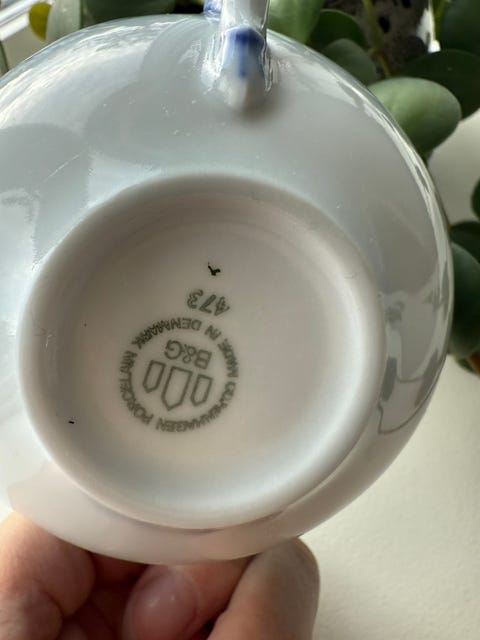 B&G
COPENHAGEN PORCELAIN
MADE IN DENMARK
473